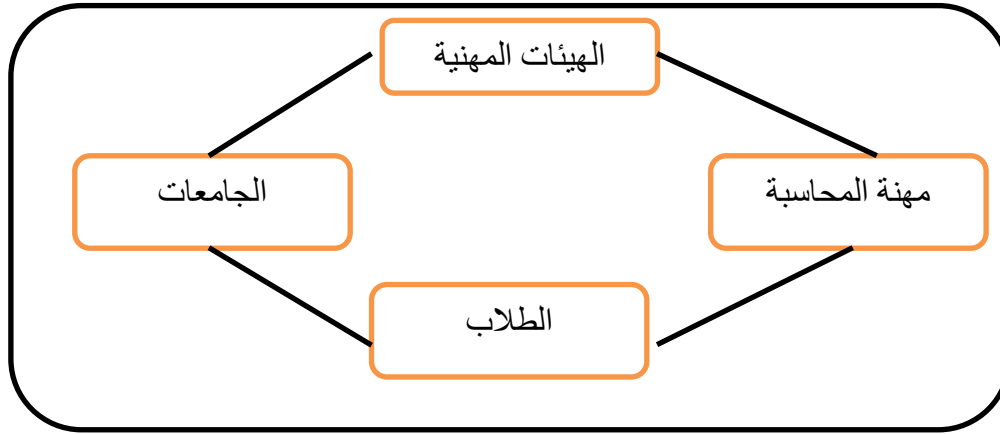 الهيئات المهنية
مهنة المحاسبة
الجامعات
الطلاب